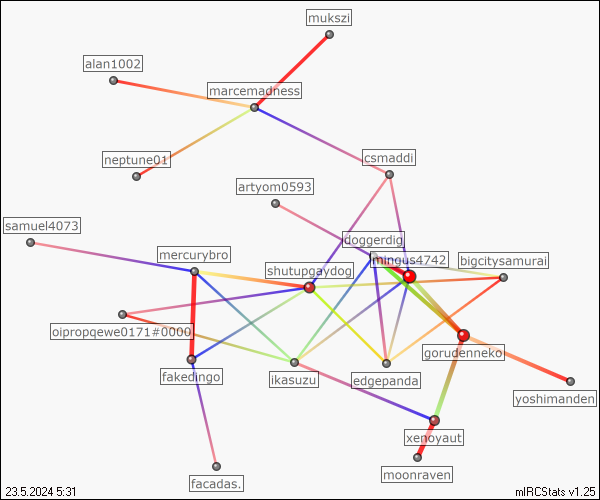 mukszi
alan1002
marcemadness
neptune01
csmaddi
artyom0593
samuel4073
doggerdig
mercurybro
mingus4742
bigcitysamurai
shutupgaydog
oipropqewe0171#0000
gorudenneko
fakedingo
ikasuzu
edgepanda
yoshimanden
xenoyaut
moonraven
facadas.
23.5.2024 5:31
mIRCStats v1.25